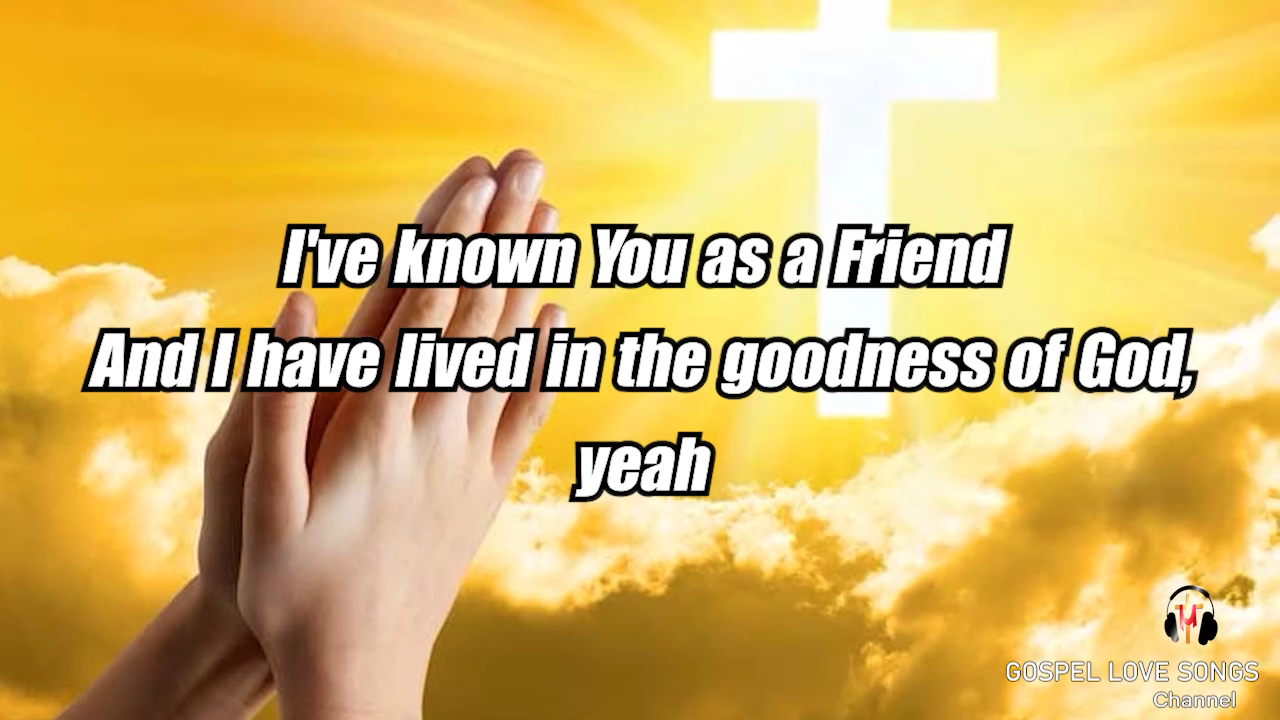 I've known You as a Friend
And I have lived in the goodness of God,
yeah
GOSPEL LOVE SONGS
Channel